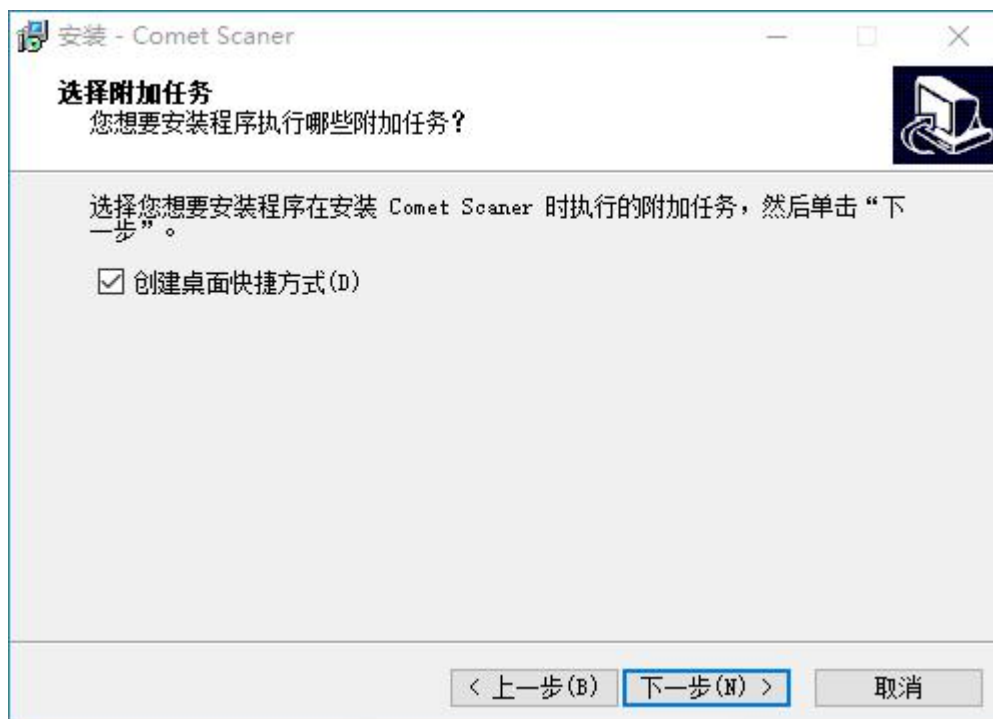 安装 - Comet Scaner
选择附加任务
您想要安装程序执行哪些附加任务?
选择您想要安装程序在安装 Comet Scaner 时执行的附加任务，然后单击“下
一步”。
创建桌面快捷方式(D)
< 上一步(B) 下一步(N) > 取消